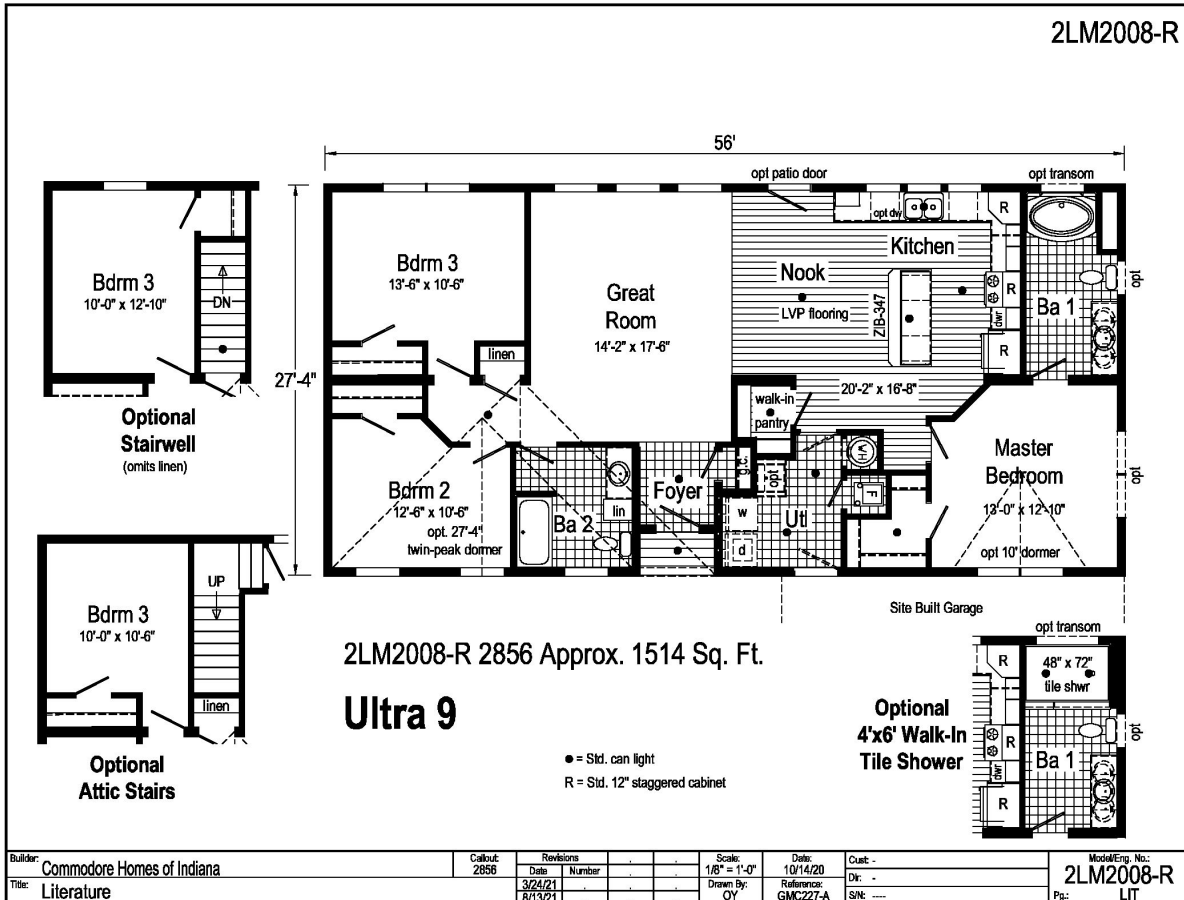 2LM2008-R
56'
27'-4"
opt patio door
opt transom
Bdrm 3
10'-0" x 12'-10"
DN
Optional
Stairwell
(omits linen)
Bdrm 3
13'-6" x 10'-6"
linen
Great
Room
14'-2" x 17'-6"
Nook
LVP flooring
opt dw
Kitchen
ZIB-347
R
R
dwr
R
20'-2" x 16'-8"
Ba 1
opt
walk-in
pantry
Master
Bedroom
13'-0" x 12'-10"
opt
opt 10' dormer
Bdrm 2
12'-6" x 10'-6"
opt. 27'-4"
twin-peak dormer
Ba 2
lin
Foyer
g.c.
opt
w
d
Utl
WH
F
Site Built Garage
Bdrm 3
10'-0" x 10'-6"
UP
linen
Optional
Attic Stairs
2LM2008-R 2856 Approx. 1514 Sq. Ft.
Ultra 9
● = Std. can light
R = Std. 12" staggered cabinet
Optional
4'x6' Walk-In
Tile Shower
opt transom
48" x 72"
tile shwr
R
R
dwr
R
Ba 1
opt
Builder: Commodore Homes of Indiana
Title: Literature
Callout:
2856
Revisions
Date Number
3/24/21
8/13/21
Scale:
1/8" = 1'-0"
Drawn By:
OY
Date:
10/14/20
Reference:
GMC227-A
Cust: -
Dir: -
S/N: ----
Model/Eng. No.:
2LM2008-R
Pg.: LIT